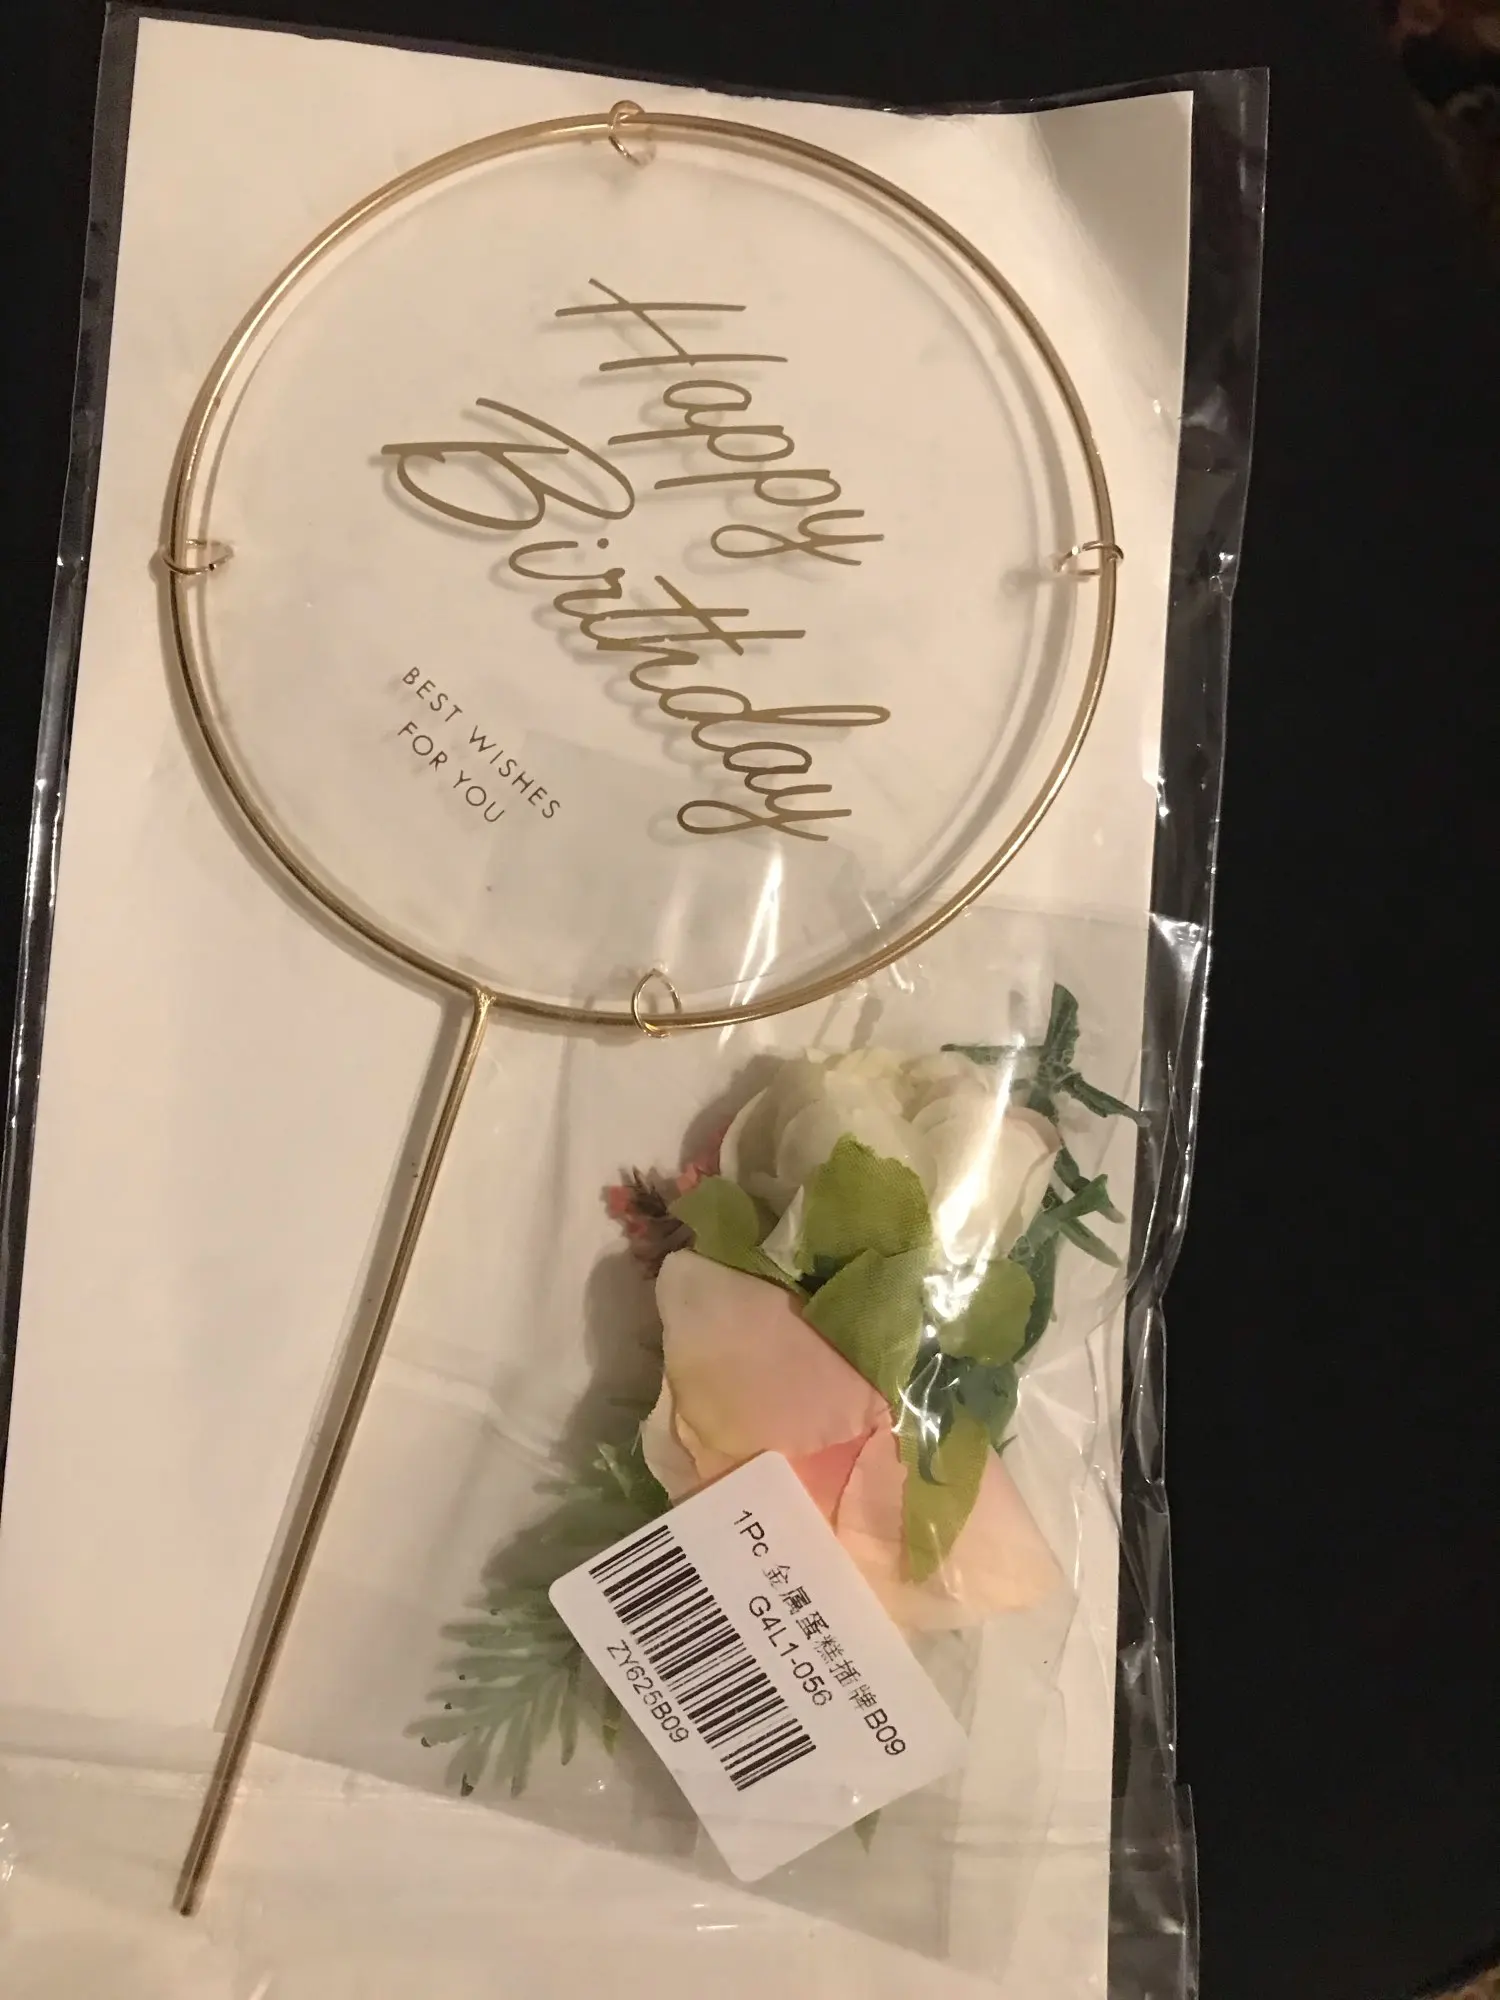 Happy
Birthday
BEST WISHES
FOR YOU
1Pc 金属蛋糕插牌B09
G4L1-056
ZY625B09